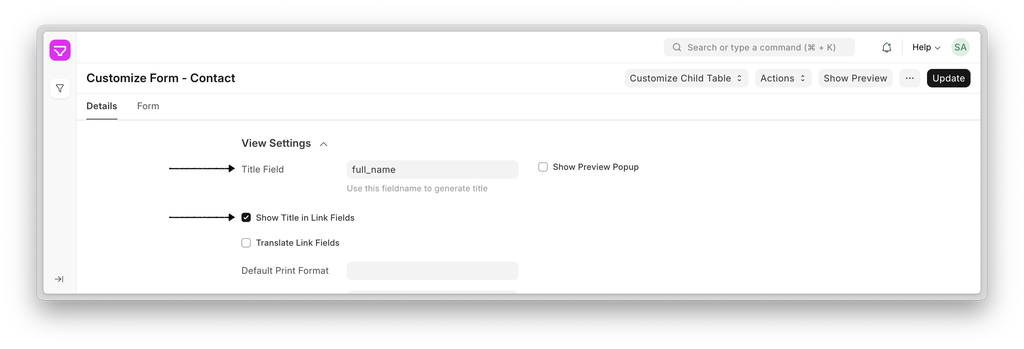 Search or type a command (⌘ + K)
Help
SA
Customize Form - Contact
Customize Child Table
Actions
Show Preview
...
Update
Details
Form
View Settings
Title Field
full_name
Show Preview Popup
Use this fieldname to generate title
Show Title in Link Fields
Translate Link Fields
Default Print Format